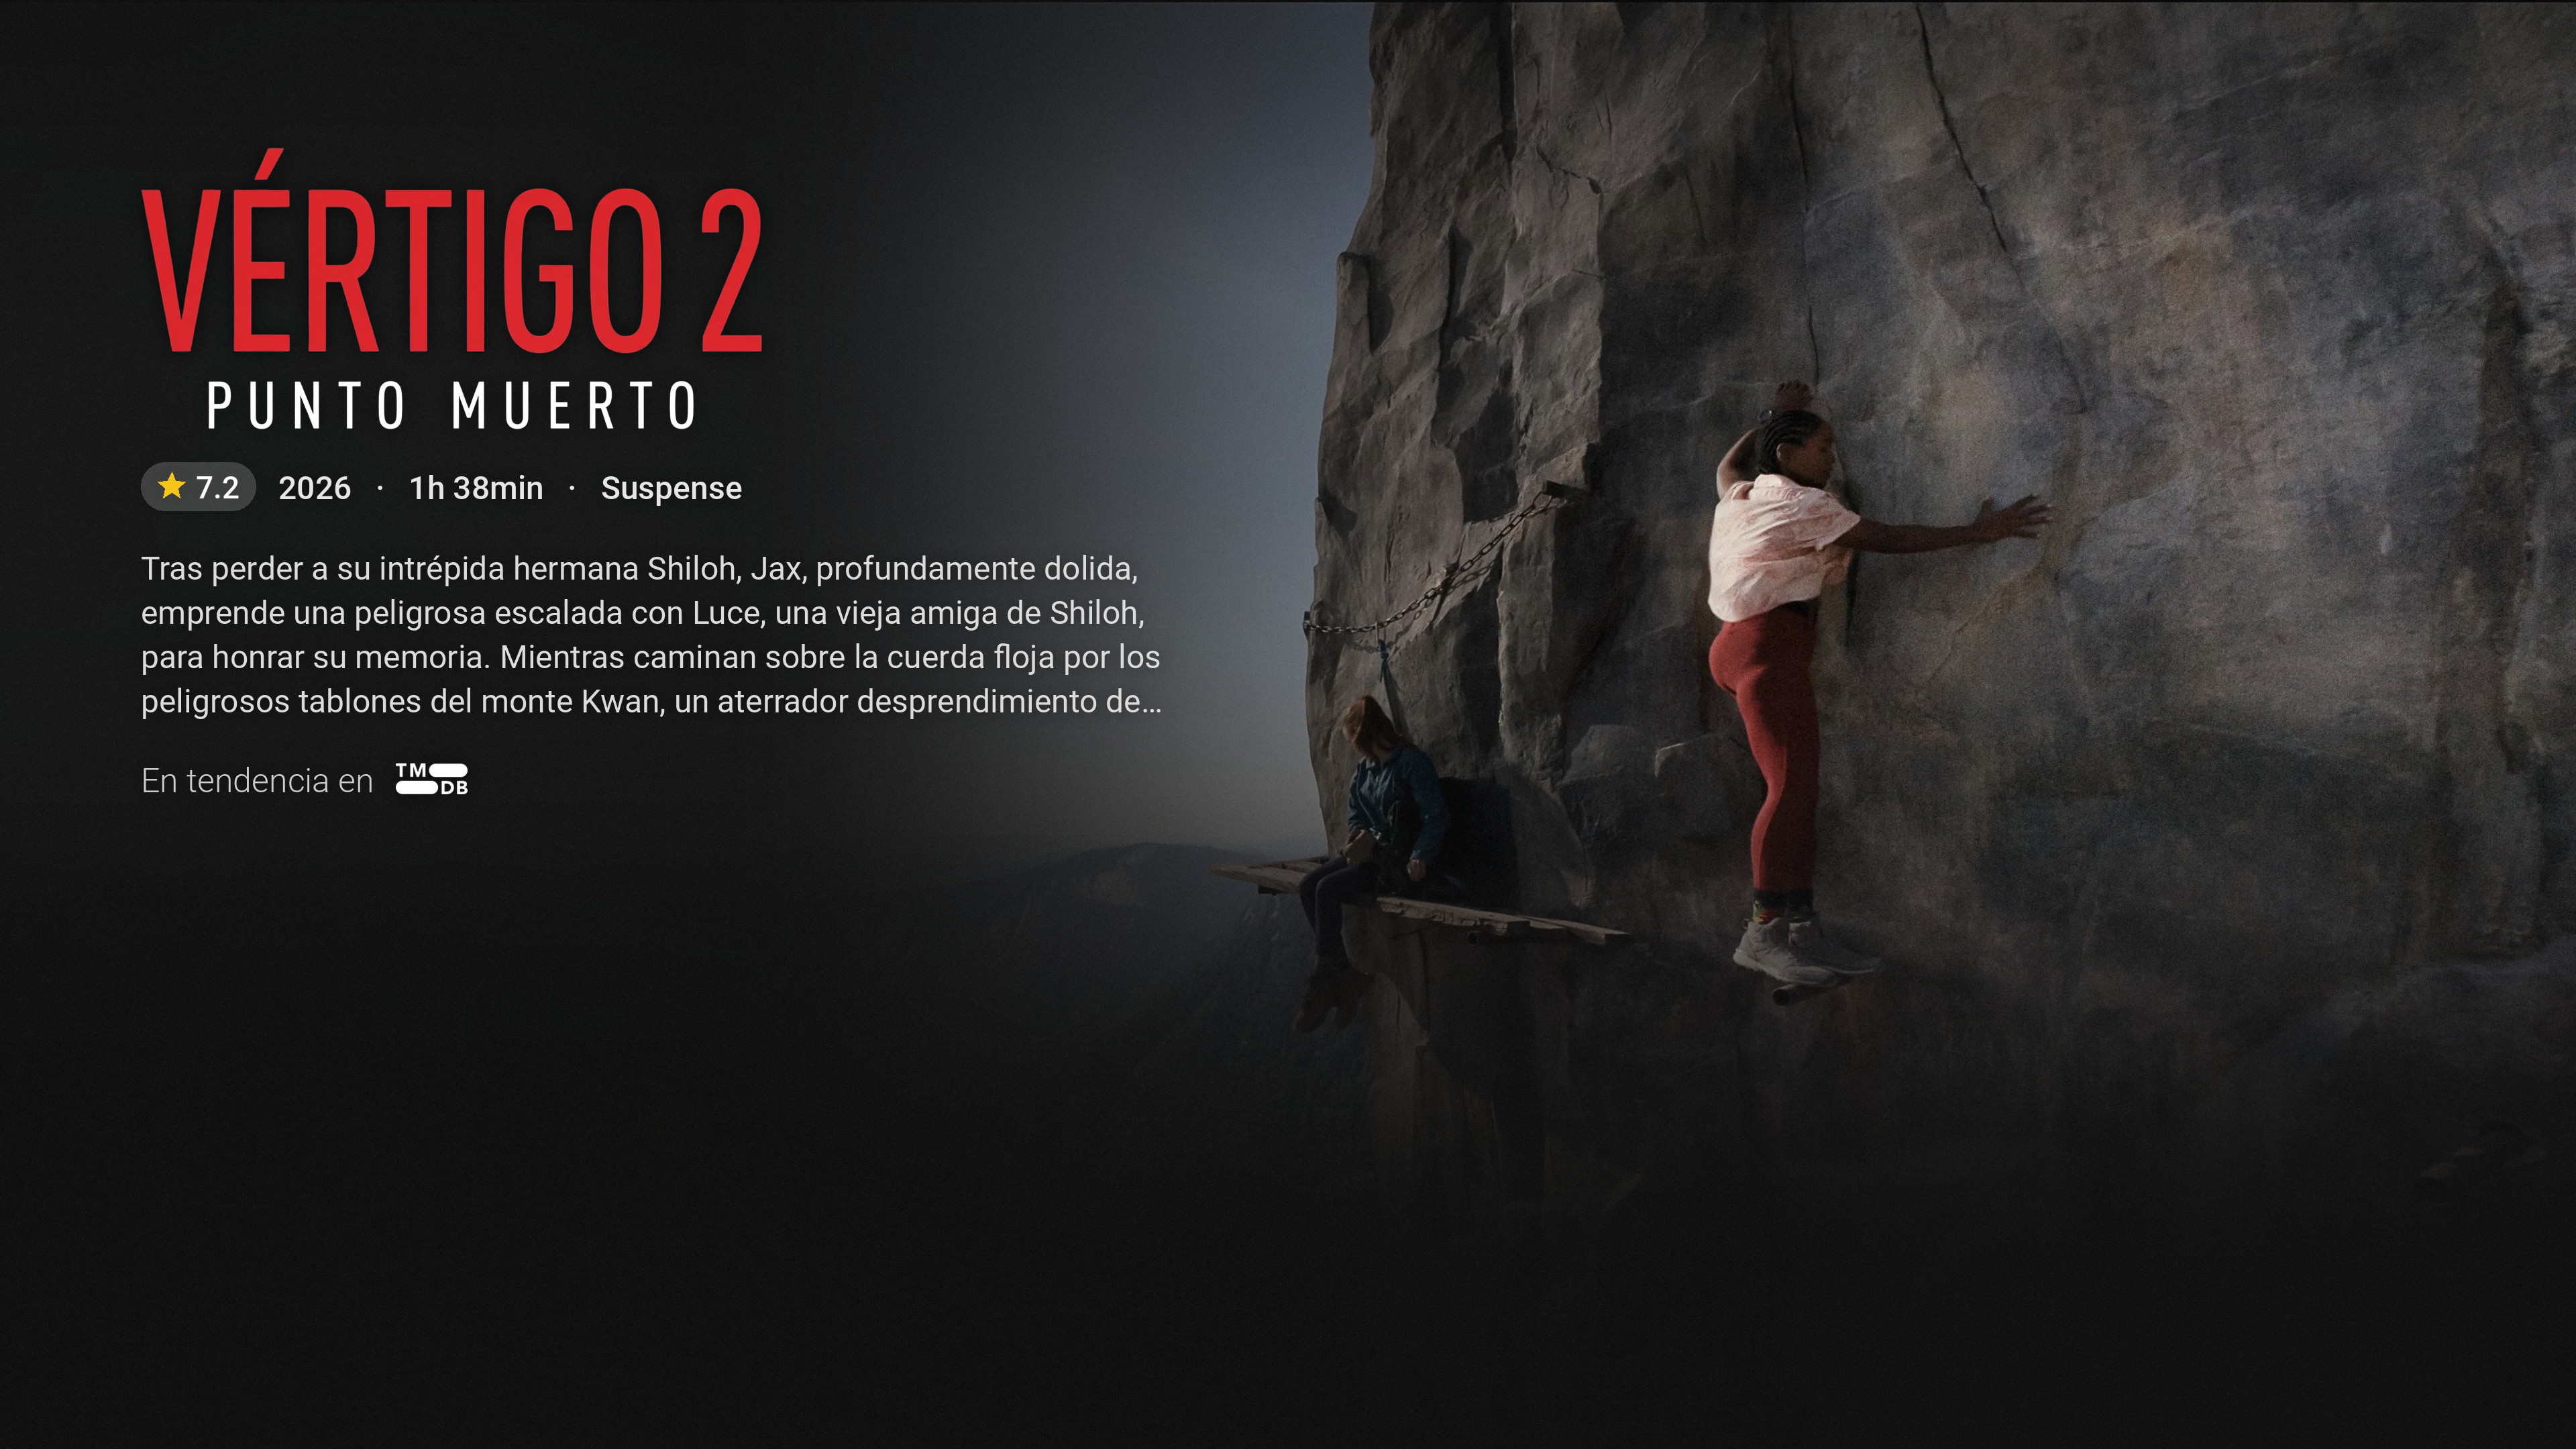 VÉRTIGO 2
PUNTO MUERTO
7.2 2026 · 1h 38min · Suspense
Tras perder a su intrépida hermana Shiloh, Jax, profundamente dolida,
emprende una peligrosa escalada con Luce, una vieja amiga de Shiloh,
para honrar su memoria. Mientras caminan sobre la cuerda floja por los
peligrosos tablones del monte Kwan, un aterrador desprendimiento de…
En tendencia en TMDB